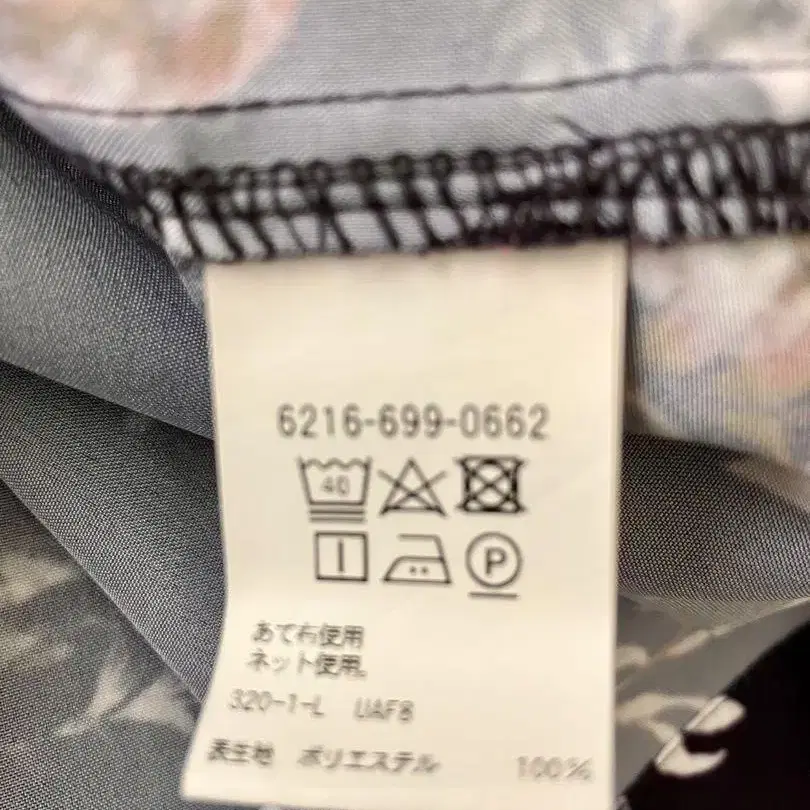 6216-699-0662
40
P
あて布使用
ネット使用。
320-1-L UAF8
表生地 ポリエステル 100%